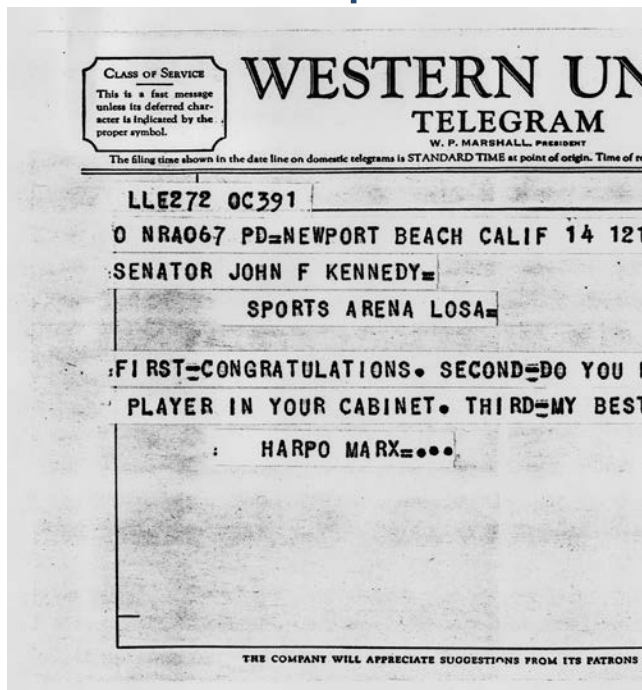 CLASS OF SERVICE
This is a fast message
unless its deferred char-
acter is indicated by the
proper symbol.
WESTERN UN
TELEGRAM
W. P. MARSHALL, PRESIDENT
The filing time shown in the date line on domestic telegrams is STANDARD TIME at point of origin. Time of re
LLE272 OC391
O NRA067 PD=NEWPORT BEACH CALIF 14 121
:SENATOR JOHN F KENNEDY=
SPORTS ARENA LOSA=
:FIRST=CONGRATULATIONS. SECOND=DO YOU
PLAYER IN YOUR CABINET. THIRD=MY BEST
: HARPO MARX=...
THE COMPANY WILL APPRECIATE SUGGESTIONS FROM ITS PATRONS